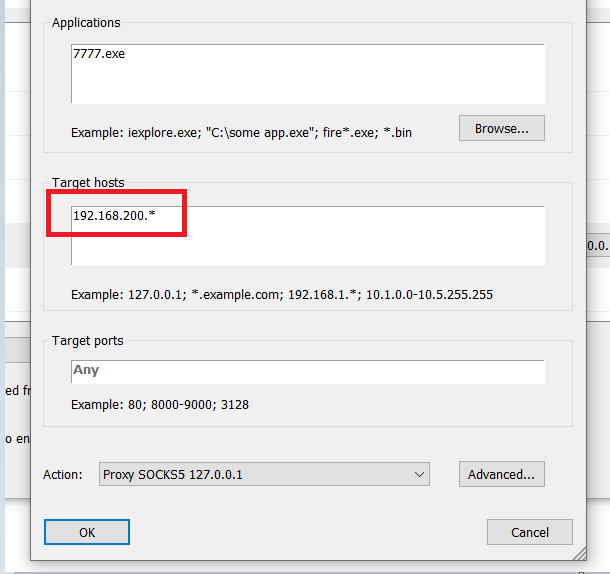 Applications
7777.exe
Example: iexplore.exe; "C:\some app.exe"; fire*.exe; *.bin
Browse...
Target hosts
192.168.200.*
0.0.
Example: 127.0.0.1; *.example.com; 192.168.1.*; 10.1.0.0-10.5.255.255
Target ports
Any
ed fr
Example: 80; 8000-9000; 3128
o en
Action:
Proxy SOCKS5 127.0.0.1
Advanced...
OK
Cancel